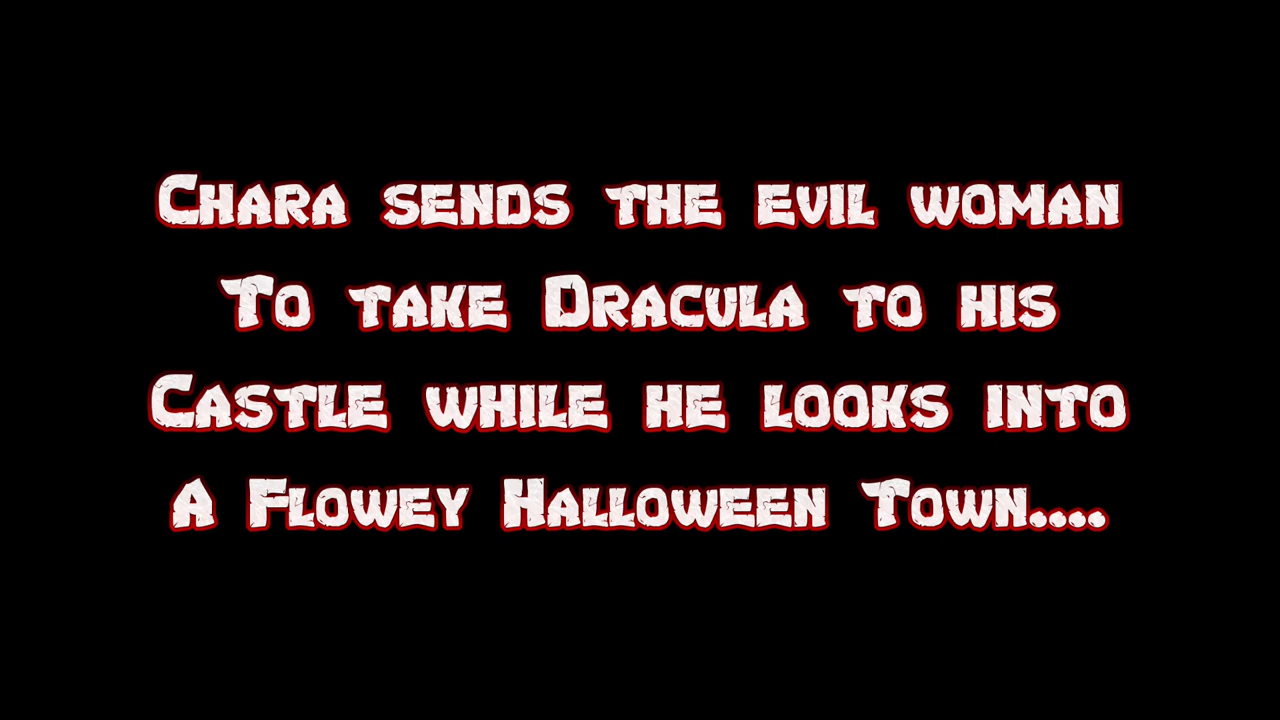 Chara sends the evil woman
To take Dracula to his
Castle while he looks into
A Flowey Halloween Town....